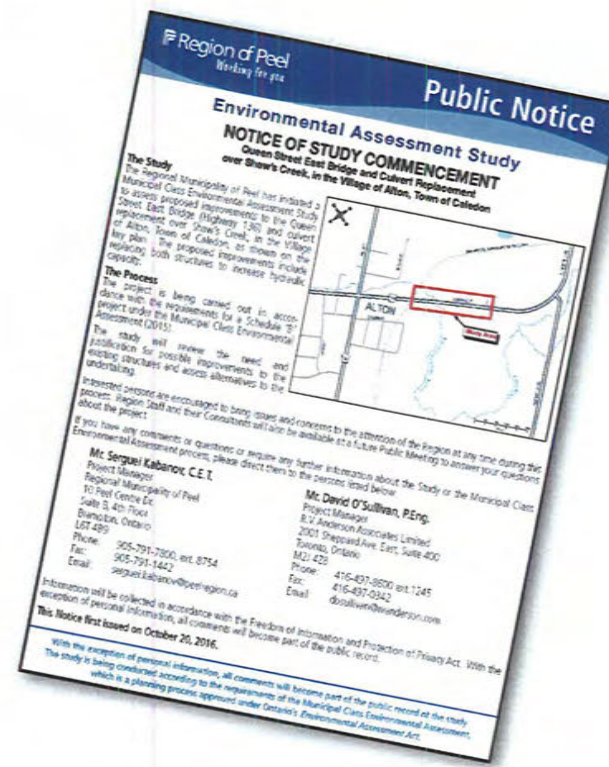 Region of Peel
Working for you
Public Notice
Environmental Assessment Study
NOTICE OF STUDY COMMENCEMENT
Queen Street East Bridge and Culvert Replacement
over Shaw's Creek, in the Village of Alton, Town of Caledon
The Study
The Regional Municipality of Peel has initiated a
Municipal Class Environmental Assessment Study
to assess proposed improvements to the Queen
Street East Bridge (Highway 136) and culvert
replacement over Shaw's Creek, in the Village
of Alton, Town of Caledon, as shown on the
key plan. The proposed improvements include
replacing both structures to increase hydraulic
capacity.
The Process
The project is being carried out in accor-
dance with the requirements for a Schedule "B"
project under the Municipal Class Environmental
Assessment (2015).
The study will review the need and
justification for possible improvements to the
existing structures and assess alternatives to the
undertaking.
ALTON
Study Area
Interested persons are encouraged to bring issues and concerns to the attention of the Region at any time during this
process. Region Staff and their Consultants will also be available at a future Public Meeting to answer your questions
about the project.
If you have any comments or questions or require any further information about the Study or the Municipal Class
Environmental Assessment process, please direct them to the persons listed below
Mr. Serguei Kabanov, C.E.T.
Project Manager
Regional Municipality of Peel
10 Peel Centre Dr.
Suite B, 4th Floor
Brampton, Ontario
L6T 4B9
Phone: 905-791-7800, ext. 8754
Fax: 905-791-1442
Email: serguei.kabanov@peelregion.ca
Mr. David O'Sullivan, P.Eng.
Project Manager
R.V. Anderson Associates Limited
2001 Sheppard Ave. East, Suite 400
Toronto, Ontario
M2J 4Z8
Phone: 416-497-8600 ext. 1245
Fax: 416-497-0342
Email: dosullivan@rvanderson.com
Information will be collected in accordance with the Freedom of Information and Protection of Privacy Act. With the
exception of personal information, all comments will become part of the public record.
This Notice first issued on October 20, 2016.
With the exception of personal information, all comments will become part of the public record of the study
The study is being conducted according to the requirements of the Municipal Class Environmental Assessment,
which is a planning process approved under Ontario's Environmental Assessment Act.